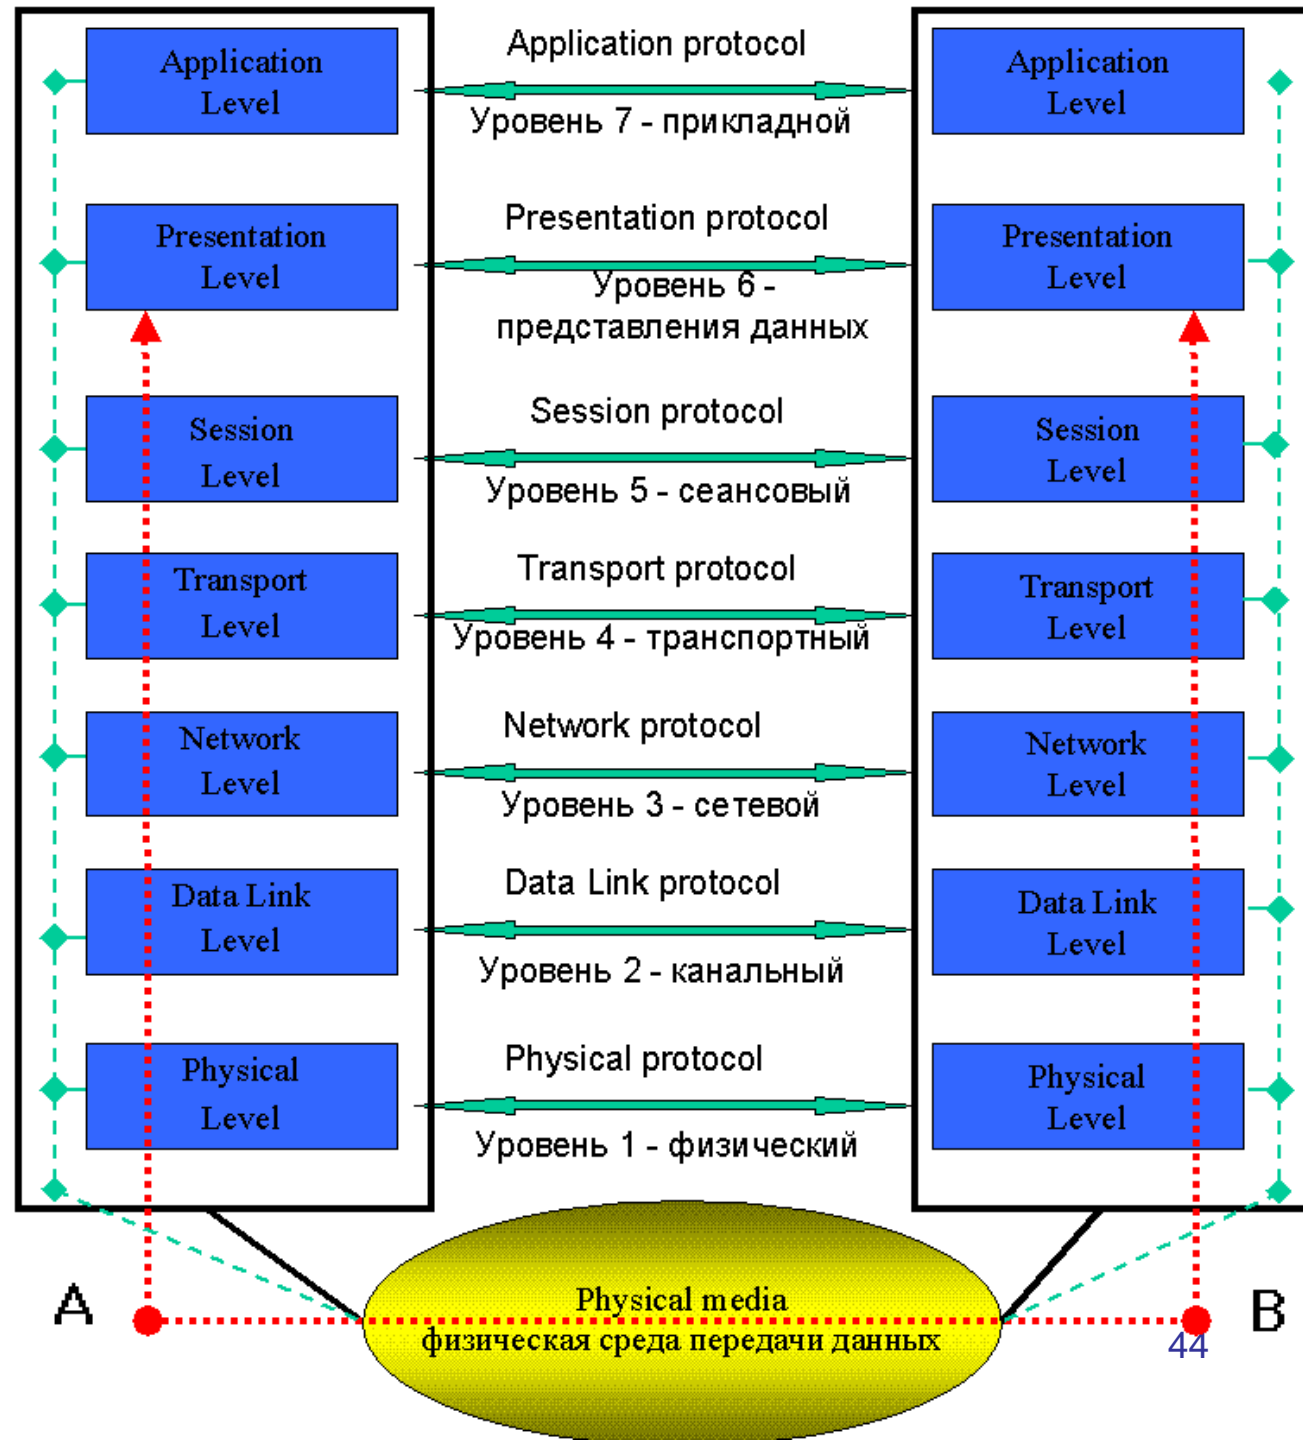 Application
Level
Application protocol
Уровень 7 - прикладной
Application
Level
Presentation
Level
Presentation protocol
Уровень 6 -
представления данных
Presentation
Level
Session
Level
Session protocol
Уровень 5 - сеансовый
Session
Level
Transport
Level
Transport protocol
Уровень 4 - транспортный
Transport
Level
Network
Level
Network protocol
Уровень 3 - сетевой
Network
Level
Data Link
Level
Data Link protocol
Уровень 2 - канальный
Data Link
Level
Physical
Level
Physical protocol
Уровень 1 - физический
Physical
Level
A
Physical media
физическая среда передачи данных
B
44